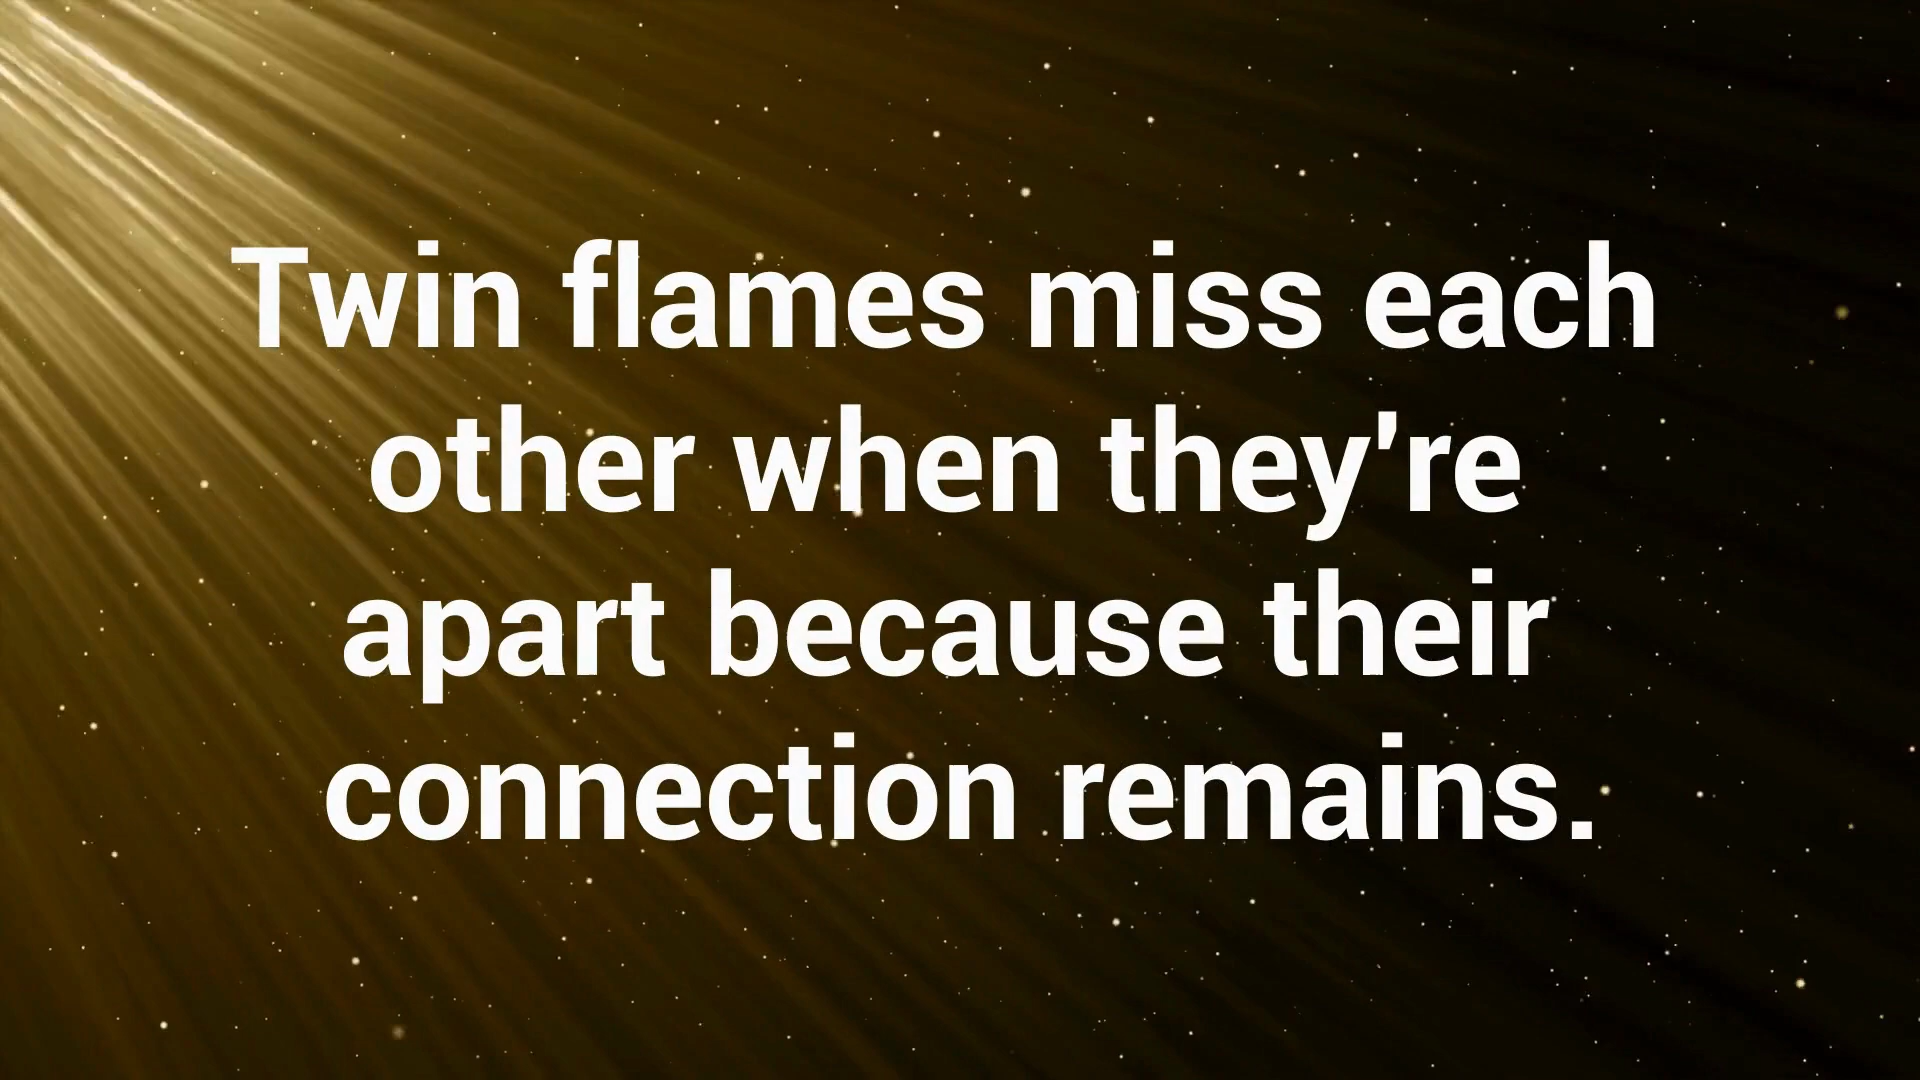 Twin flames miss each
other when they're
apart because their
connection remains.